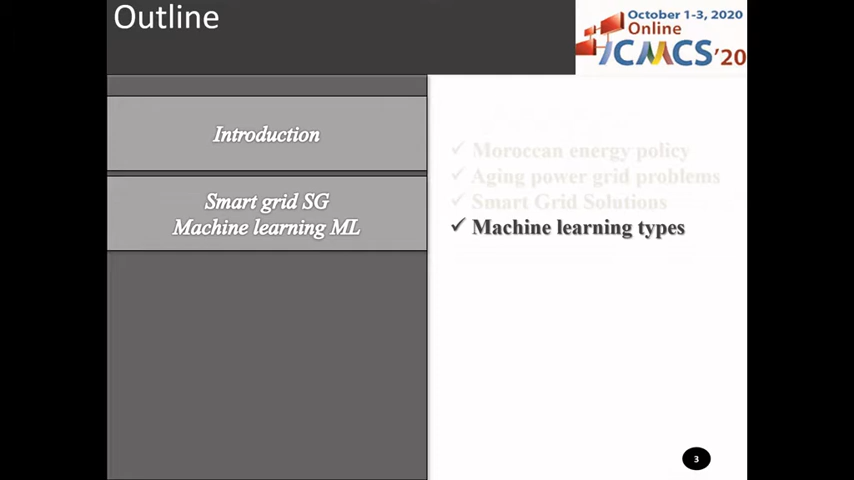 Outline
October 1-3, 2020
Online
ICMCS'20
Introduction
Smart grid SG
Machine learning ML
✓ Moroccan energy policy
✓ Aging power grid problems
✓ Smart Grid Solutions
✓ Machine learning types
3